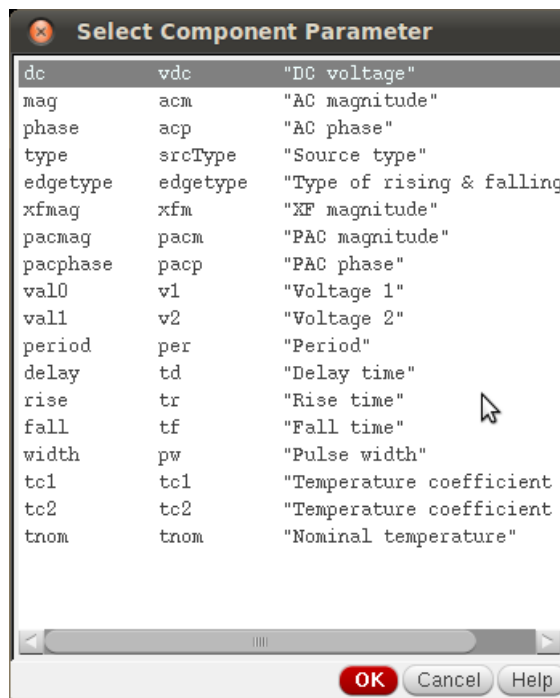 Select Component Parameter
dc vdc "DC voltage"
mag acm "AC magnitude"
phase acp "AC phase"
type srcType "Source type"
edgetype edgetype "Type of rising & falling
xfmag xfm "XF magnitude"
pacmag pacm "PAC magnitude"
pacphase pacp "PAC phase"
val0 v1 "Voltage 1"
val1 v2 "Voltage 2"
period per "Period"
delay td "Delay time"
rise tr "Rise time"
fall tf "Fall time"
width pw "Pulse width"
tc1 tc1 "Temperature coefficient
tc2 tc2 "Temperature coefficient
tnom tnom "Nominal temperature"
OK Cancel Help